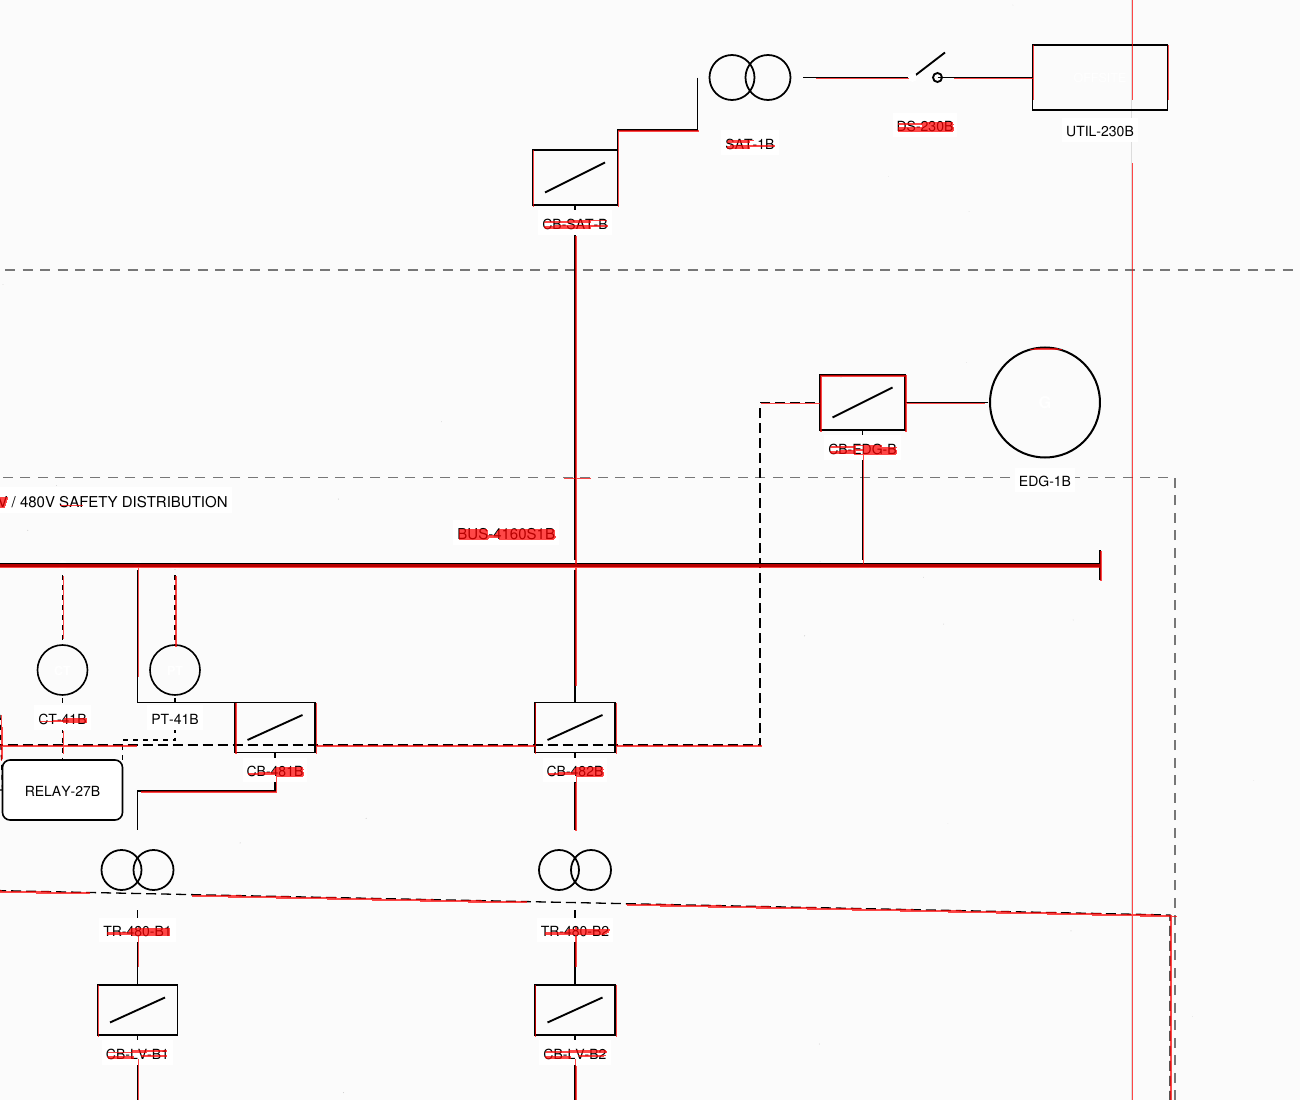 UTIL-230B
DS-230B
SAT-1B
CB-SAT-B
CB-EDG-B
EDG-1B
/ 480V SAFETY DISTRIBUTION
BUS-4160S1B
CT-41B
PT-41B
CB-481B
CB-482B
RELAY-27B
TR-480-B1
TR-480-B2
CB-LV-B1
CB-LV-B2